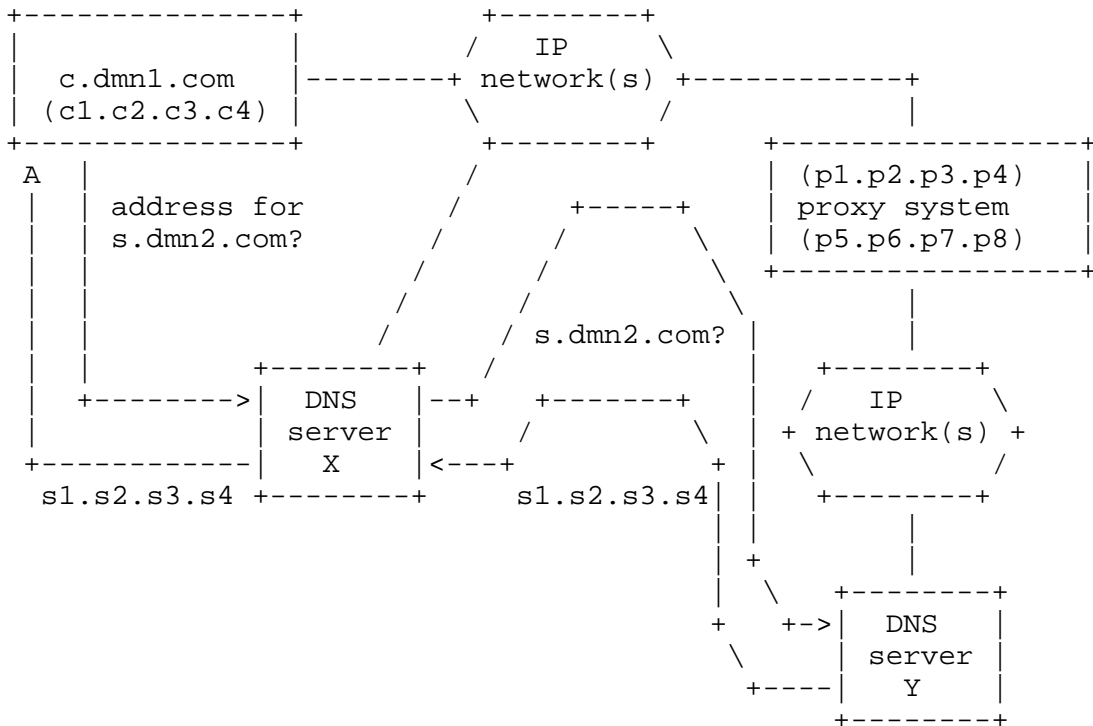 IP
c.dmn1.com
network(s)
(c1.c2.c3.c4)
A
(p1.p2.p3.p4)
address for
proxy system
s.dmn2.com?
(p5.p6.p7.p8)
s.dmn2.com?
DNS
IP
server
network(s)
X
s1.s2.s3.s4
s1.s2.s3.s4
DNS
server
Y